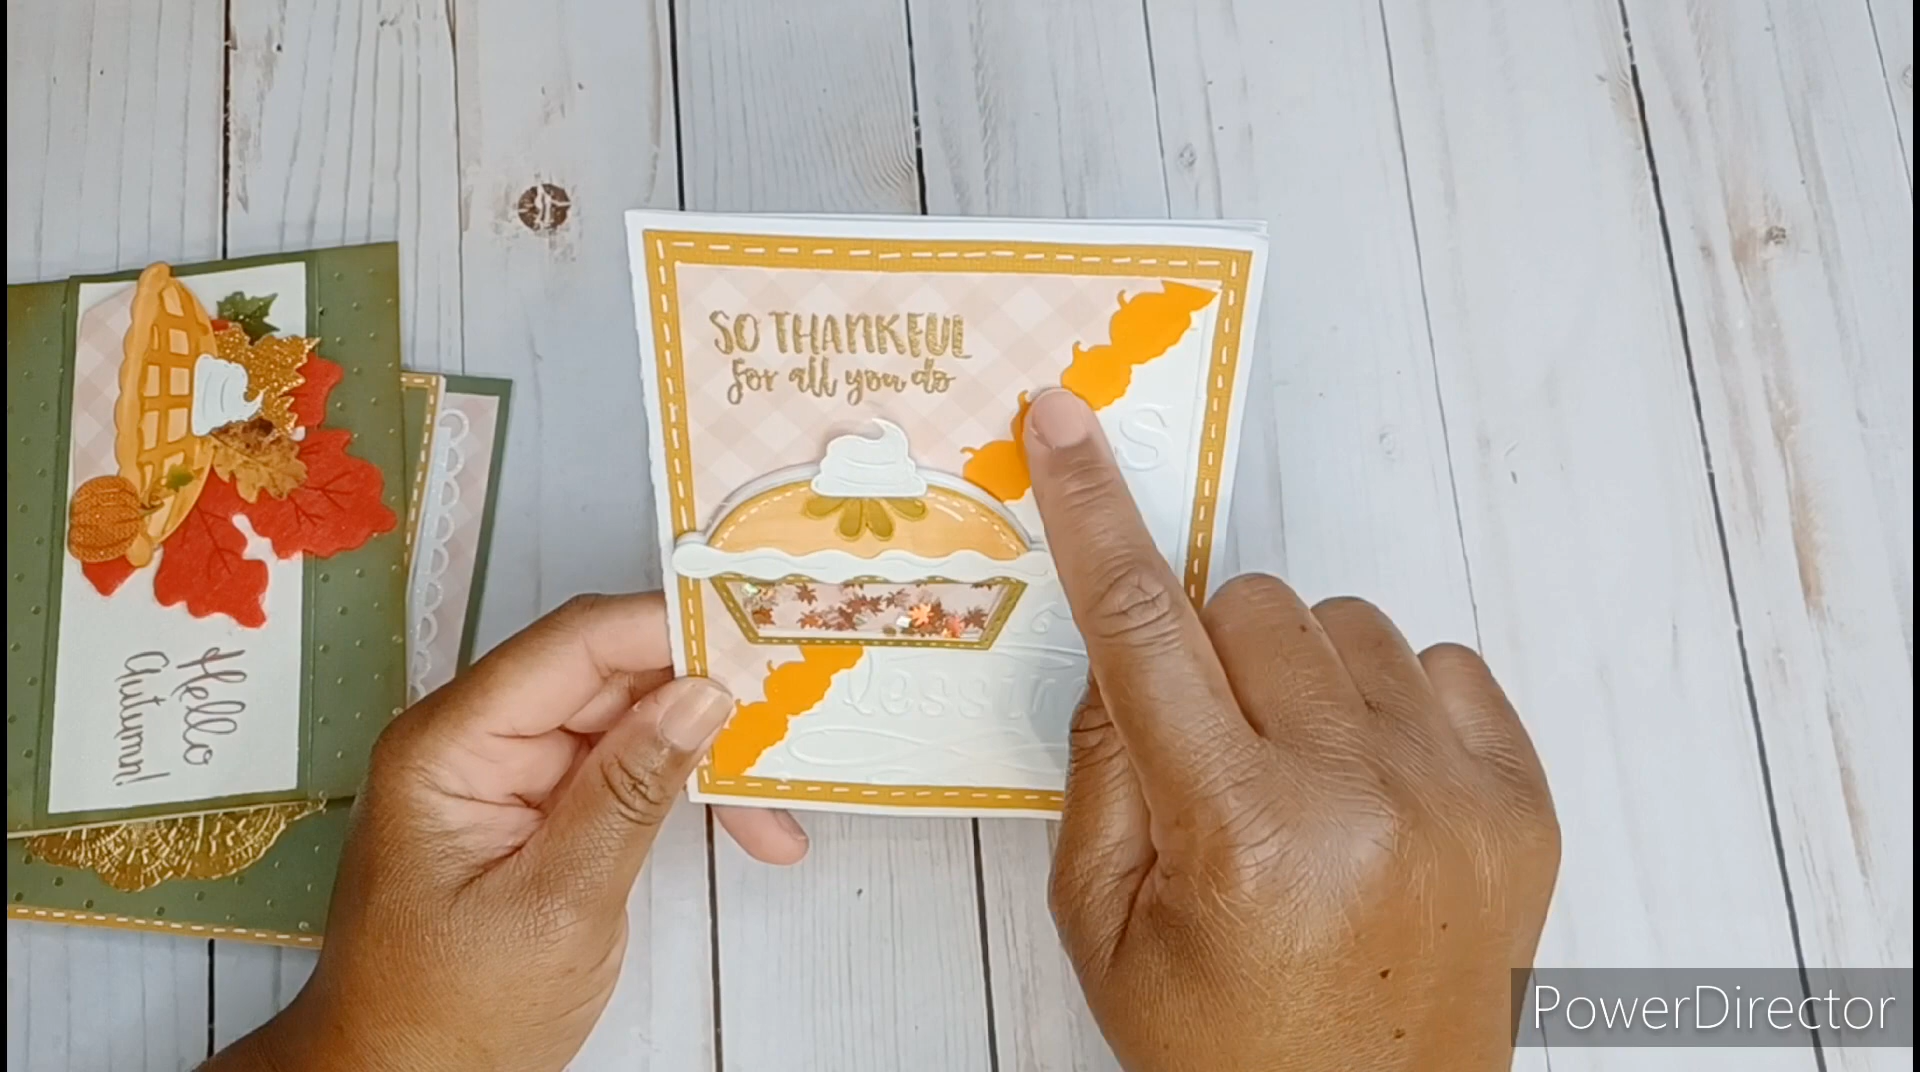 SO THANKFUL
for all you do
Hello
Autumn!
PowerDirector